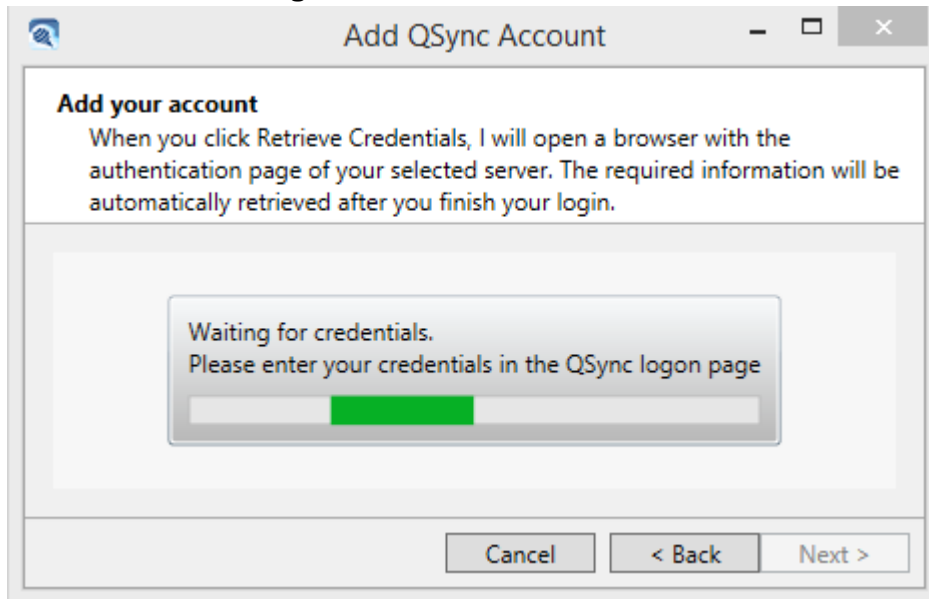 Add QSync Account
Add your account
When you click Retrieve Credentials, I will open a browser with the
authentication page of your selected server. The required information will be
automatically retrieved after you finish your login.
Waiting for credentials.
Please enter your credentials in the QSync logon page
Cancel
< Back
Next >